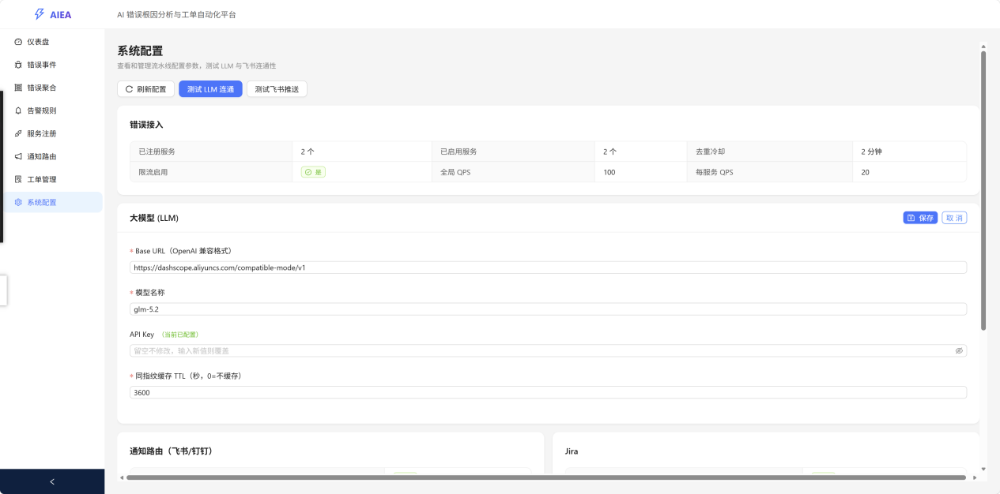 AIEA
AI 错误根因分析与工单自动化平台
仪表盘
错误事件
错误聚合
告警规则
服务注册
通知路由
工单管理
系统配置
系统配置
查看和管理流水线配置参数，测试 LLM 与飞书连通性
刷新配置 测试 LLM 连通 测试飞书推送
错误接入
已注册服务 2 个 已启用服务 2 个 去重冷却 2 分钟
限流启用 是 全局 QPS 100 每服务 QPS 20
大模型 (LLM) 保存 取消
* Base URL（OpenAI 兼容格式）
https://dashscope.aliyuncs.com/compatible-mode/v1
* 模型名称
glm-5.2
API Key （当前已配置）
留空不修改，输入新值则覆盖
* 同指纹缓存 TTL（秒，0=不缓存）
3600
通知路由（飞书/钉钉） Jira